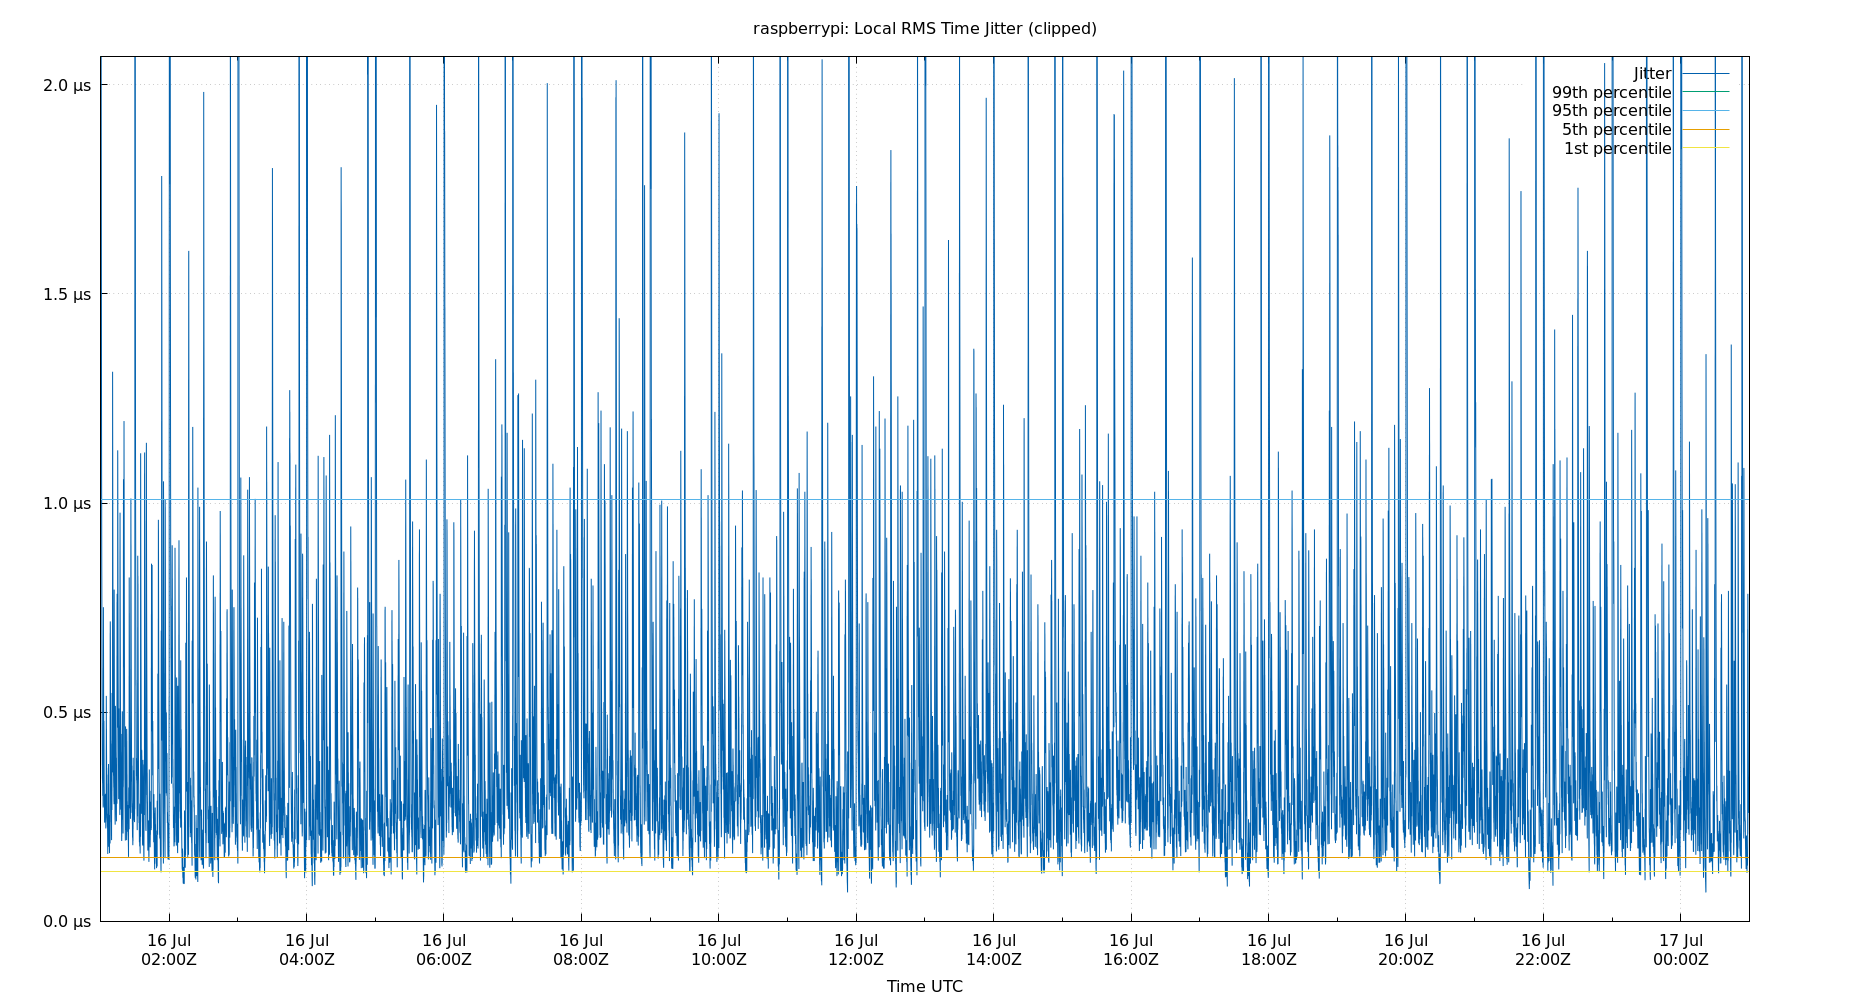 raspberrypi: Local RMS Time Jitter (clipped)
2.0 µs
1.5 µs
1.0 µs
0.5 µs
0.0 µs
Jitter
99th percentile
95th percentile
5th percentile
1st percentile
16 Jul 16 Jul 16 Jul 16 Jul 16 Jul 16 Jul 16 Jul 16 Jul 16 Jul 16 Jul 16 Jul 17 Jul
02:00Z 04:00Z 06:00Z 08:00Z 10:00Z 12:00Z 14:00Z 16:00Z 18:00Z 20:00Z 22:00Z 00:00Z
Time UTC